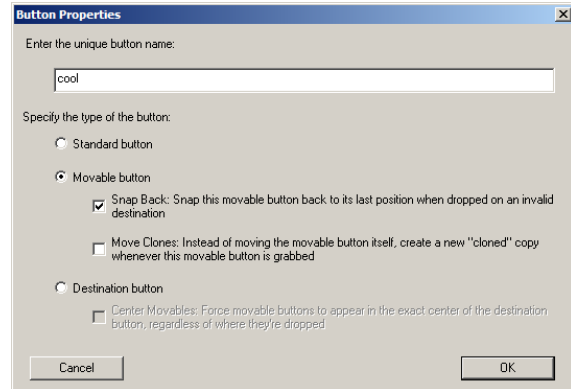 Button Properties
Enter the unique button name:
cool
Specify the type of the button:
Standard button
Movable button
Snap Back: Snap this movable button back to its last position when dropped on an invalid
destination
Move Clones: Instead of moving the movable button itself, create a new "cloned" copy
whenever this movable button is grabbed
Destination button
Center Movables: Force movable buttons to appear in the exact center of the destination
button, regardless of where they're dropped
Cancel
OK